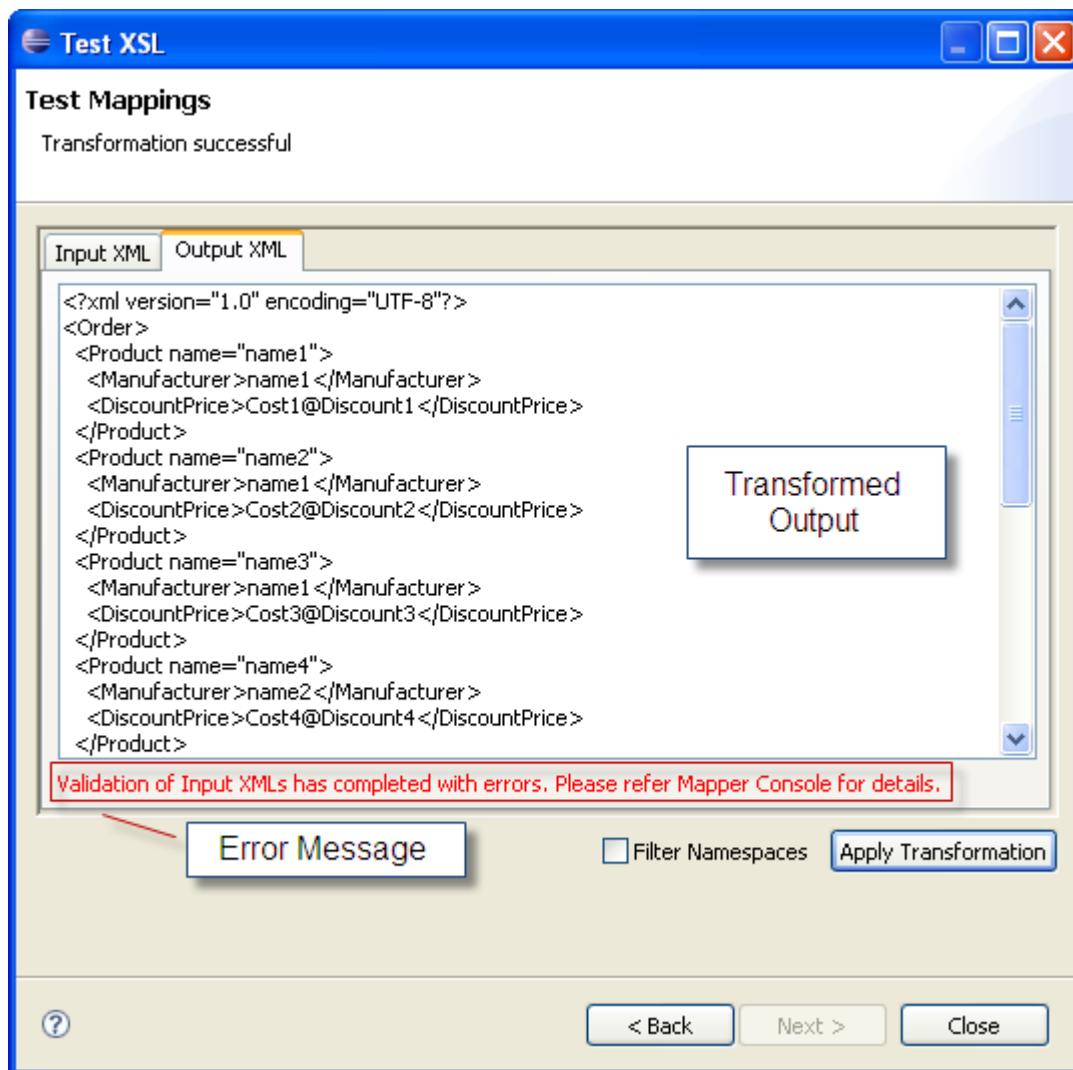 Test XSL
Test Mappings
Transformation successful
Input XML
Output XML
<?xml version="1.0" encoding="UTF-8"?>
<Order>
<Product name="name1">
<Manufacturer>name1</Manufacturer>
<DiscountPrice>Cost1@Discount1</DiscountPrice>
</Product>
<Product name="name2">
<Manufacturer>name1</Manufacturer>
<DiscountPrice>Cost2@Discount2</DiscountPrice>
</Product>
<Product name="name3">
<Manufacturer>name1</Manufacturer>
<DiscountPrice>Cost3@Discount3</DiscountPrice>
</Product>
<Product name="name4">
<Manufacturer>name2</Manufacturer>
<DiscountPrice>Cost4@Discount4</DiscountPrice>
</Product>
Transformed
Output
Validation of Input XMLs has completed with errors. Please refer Mapper Console for details.
Error Message
Filter Namespaces
Apply Transformation
?
< Back
Next >
Close